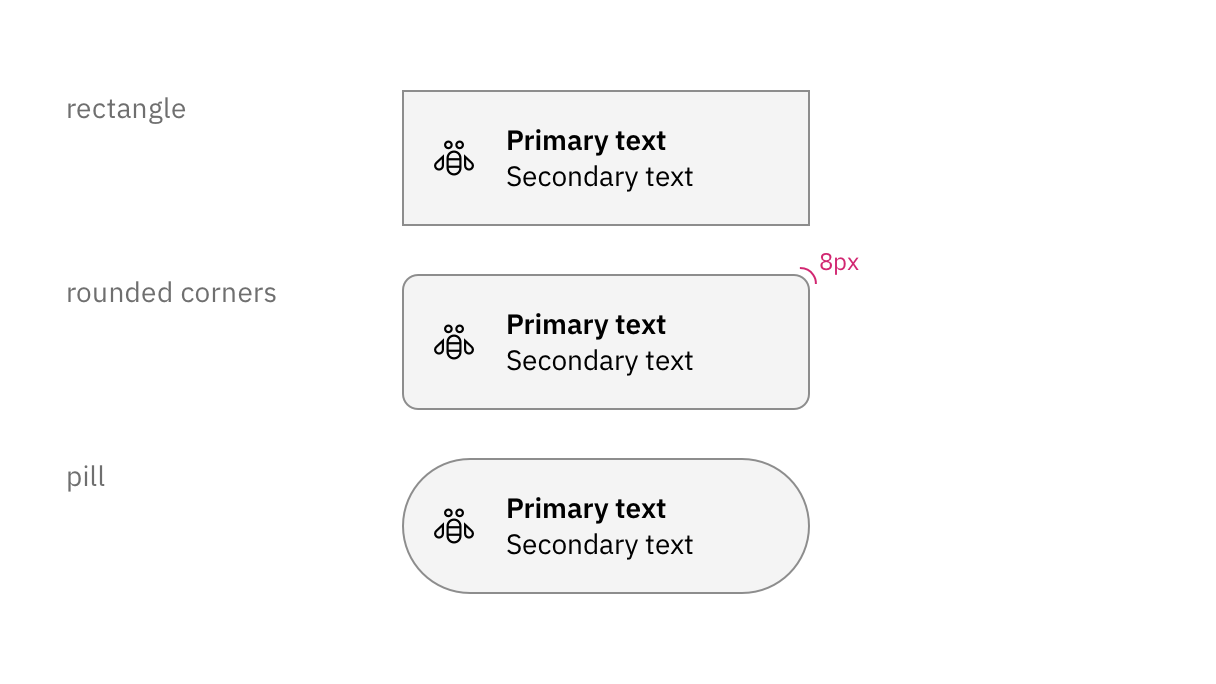 rectangle
Primary text
Secondary text
8px
rounded corners
Primary text
Secondary text
pill
Primary text
Secondary text